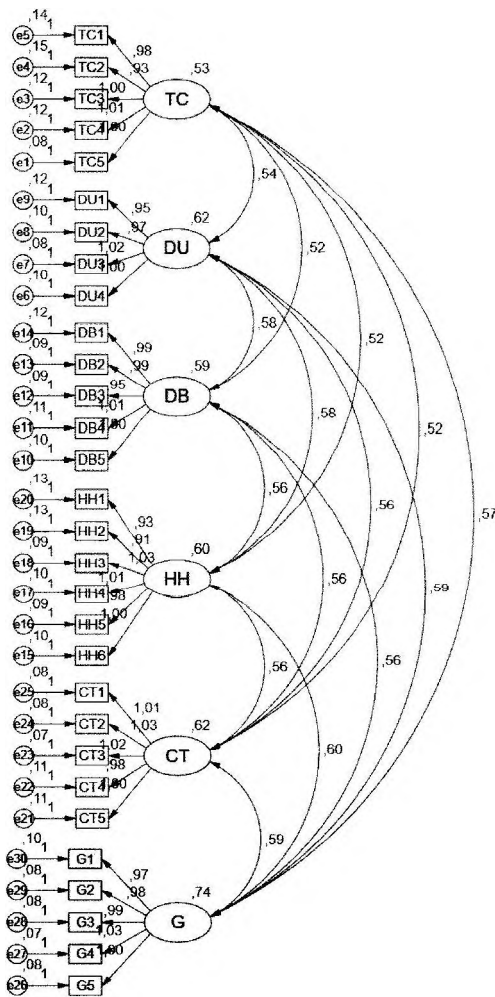 ,14 1
e5 TC1 ,98
,15 1
e4 TC2 ,93 ,53
,12 1
e3 TC3 1,00 TC
,12 1
e2 TC4 1,01
,08 1 1,00
e1 TC5 ,54
,12 1
e9 DU1 ,95 ,62
,10 1
e8 DU2 ,97 DU ,52
,08 1
e7 DU3 1,02
,10 1 1,00
e6 DU4 ,58
,12 1
e14 DB1 ,99 ,59 ,52
,09 1
e13 DB2 ,99
,09 1
e12 DB3 ,95 DB ,58
,11 1
e11 DB4 1,01 ,52
,10 1 1,00
e10 DB5
,13 1
e20 HH1 ,93 ,56 ,56 ,57
,13 1
e19 HH2 ,91 ,60
,09 1
e18 HH3 1,03 HH ,56 ,59
,10 1
e17 HH4 1,01
,09 1 ,98
e16 HH5 1,00 ,56 ,56
,10 1
e15 HH6
,08 1
e25 CT1 1,01
,08 1
e24 CT2 1,03 ,62 ,60
,07 1
e23 CT3 1,02 CT
,11 1
e22 CT4 ,98
,11 1 1,00
e21 CT5 ,59
,10 1
e30 G1 ,97
,08 1
e29 G2 ,98 ,74
,08 1
e28 G3 ,99 G
,07 1
e27 G4 1,03
,08 1 1,00
e26 G5